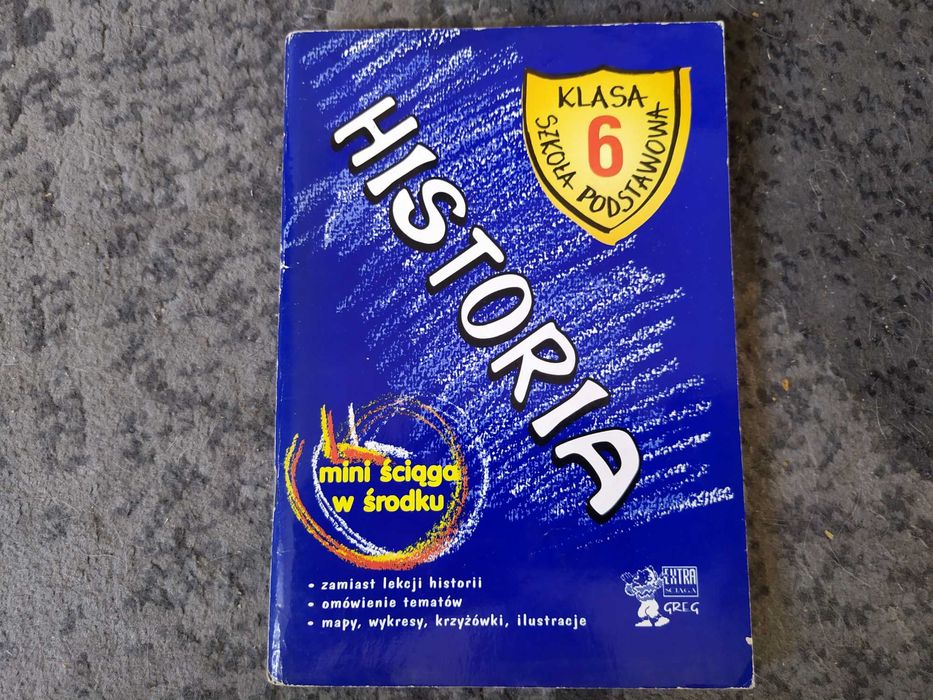 KLASA
6
SZKOŁA PODSTAWOWA
HISTORIA
mini ściąga
w środku
• zamiast lekcji historii
• omówienie tematów
• mapy, wykresy, krzyżówki, ilustracje
EXTRA
ŚCIĄGA
GREG